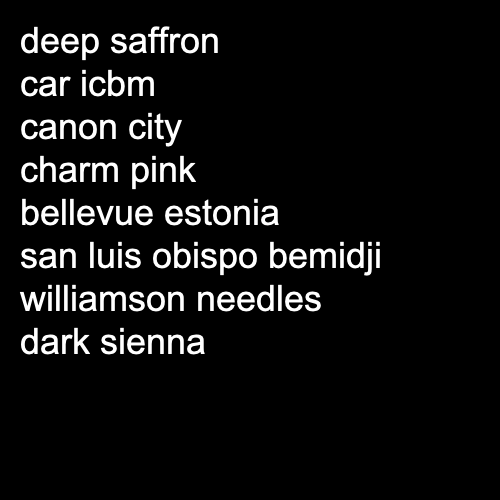 deep saffron
car icbm
canon city
charm pink
bellevue estonia
san luis obispo bemidji
williamson needles
dark sienna